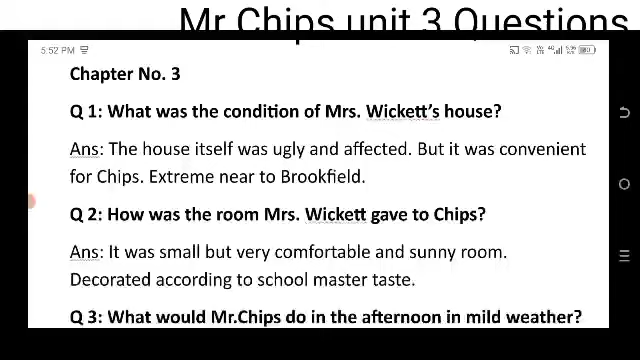 Mr Chips unit 3 Questions
5:52 PM
Chapter No. 3
Q 1: What was the condition of Mrs. Wickett's house?
Ans: The house itself was ugly and affected. But it was convenient
for Chips. Extreme near to Brookfield.
Q 2: How was the room Mrs. Wickett gave to Chips?
Ans: It was small but very comfortable and sunny room.
Decorated according to school master taste.
Q 3: What would Mr.Chips do in the afternoon in mild weather?